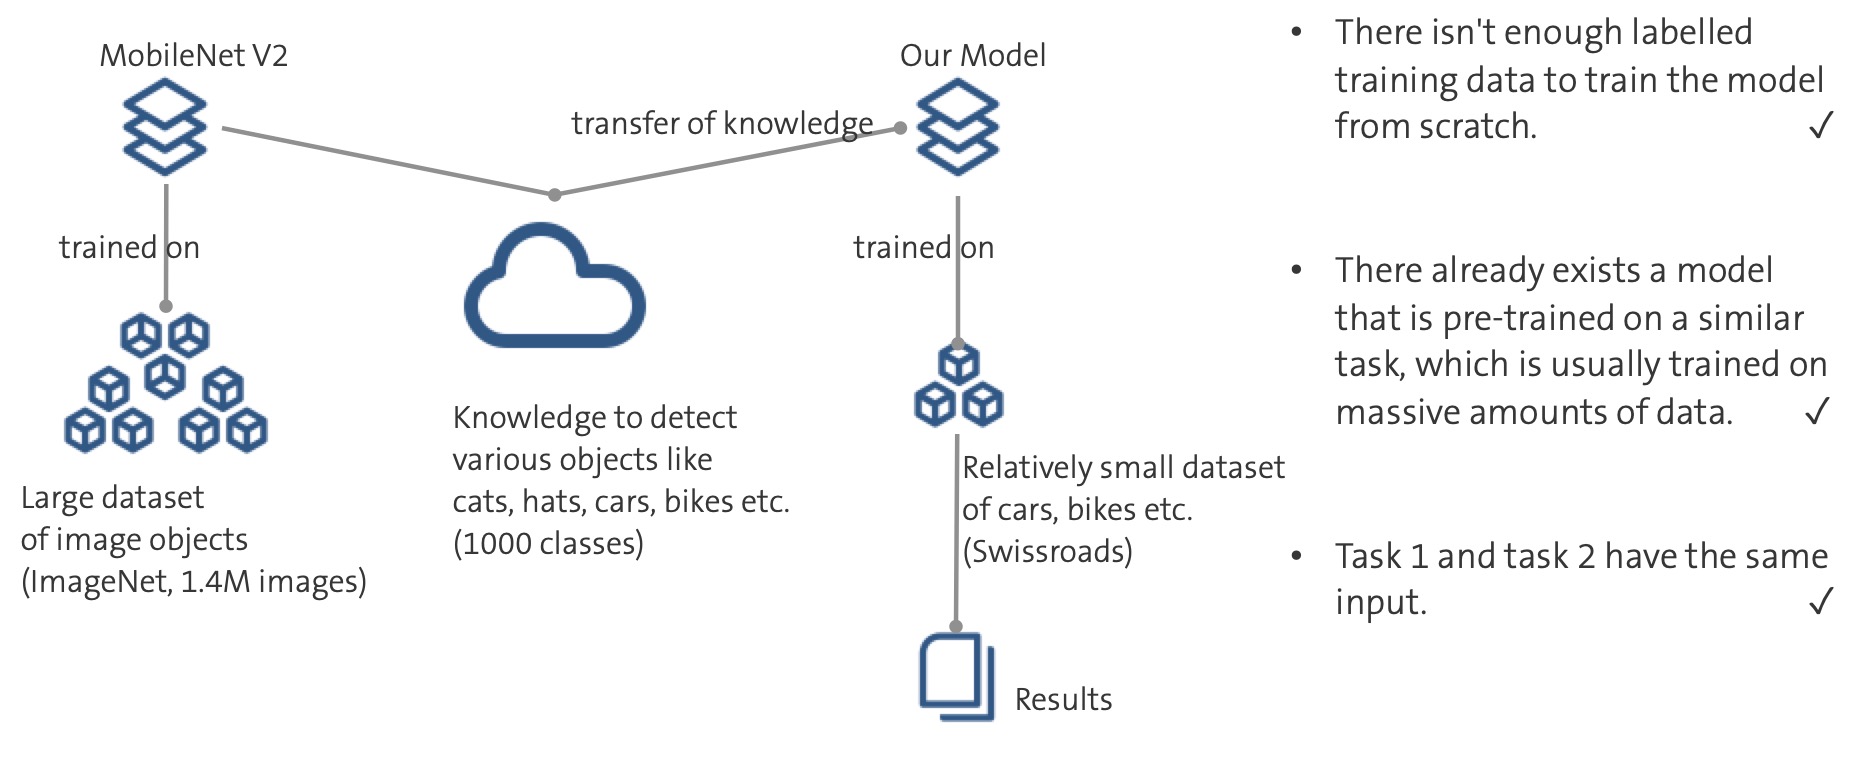 MobileNet V2
Our Model
transfer of knowledge
trained on
trained on
Large dataset
of image objects
(ImageNet, 1.4M images)
Knowledge to detect
various objects like
cats, hats, cars, bikes etc.
(1000 classes)
Relatively small dataset
of cars, bikes etc.
(Swissroads)
Results
• There isn't enough labelled
training data to train the model
from scratch. ✓
• There already exists a model
that is pre-trained on a similar
task, which is usually trained on
massive amounts of data. ✓
• Task 1 and task 2 have the same
input. ✓